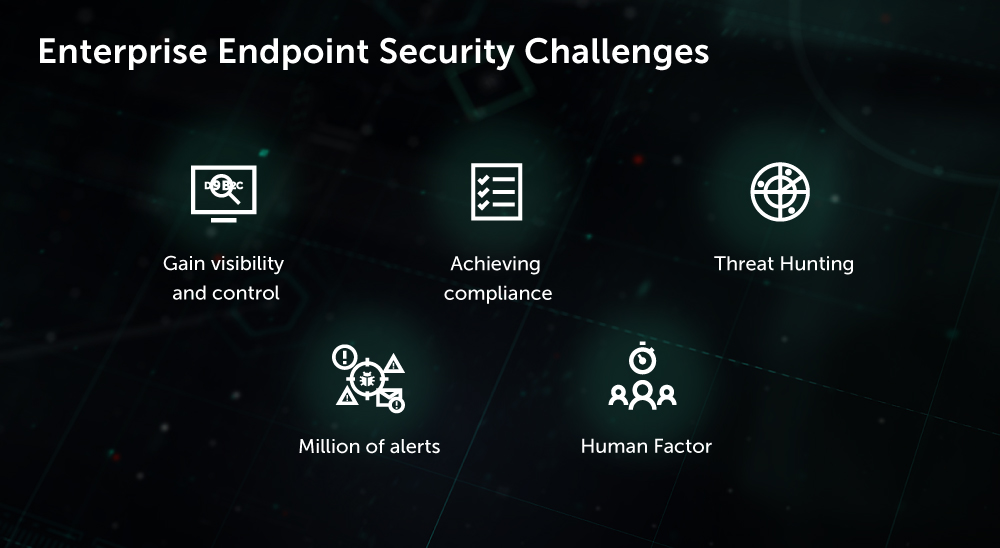 Enterprise Endpoint Security Challenges
Gain visibility
and control
Achieving
compliance
Threat Hunting
Million of alerts
Human Factor